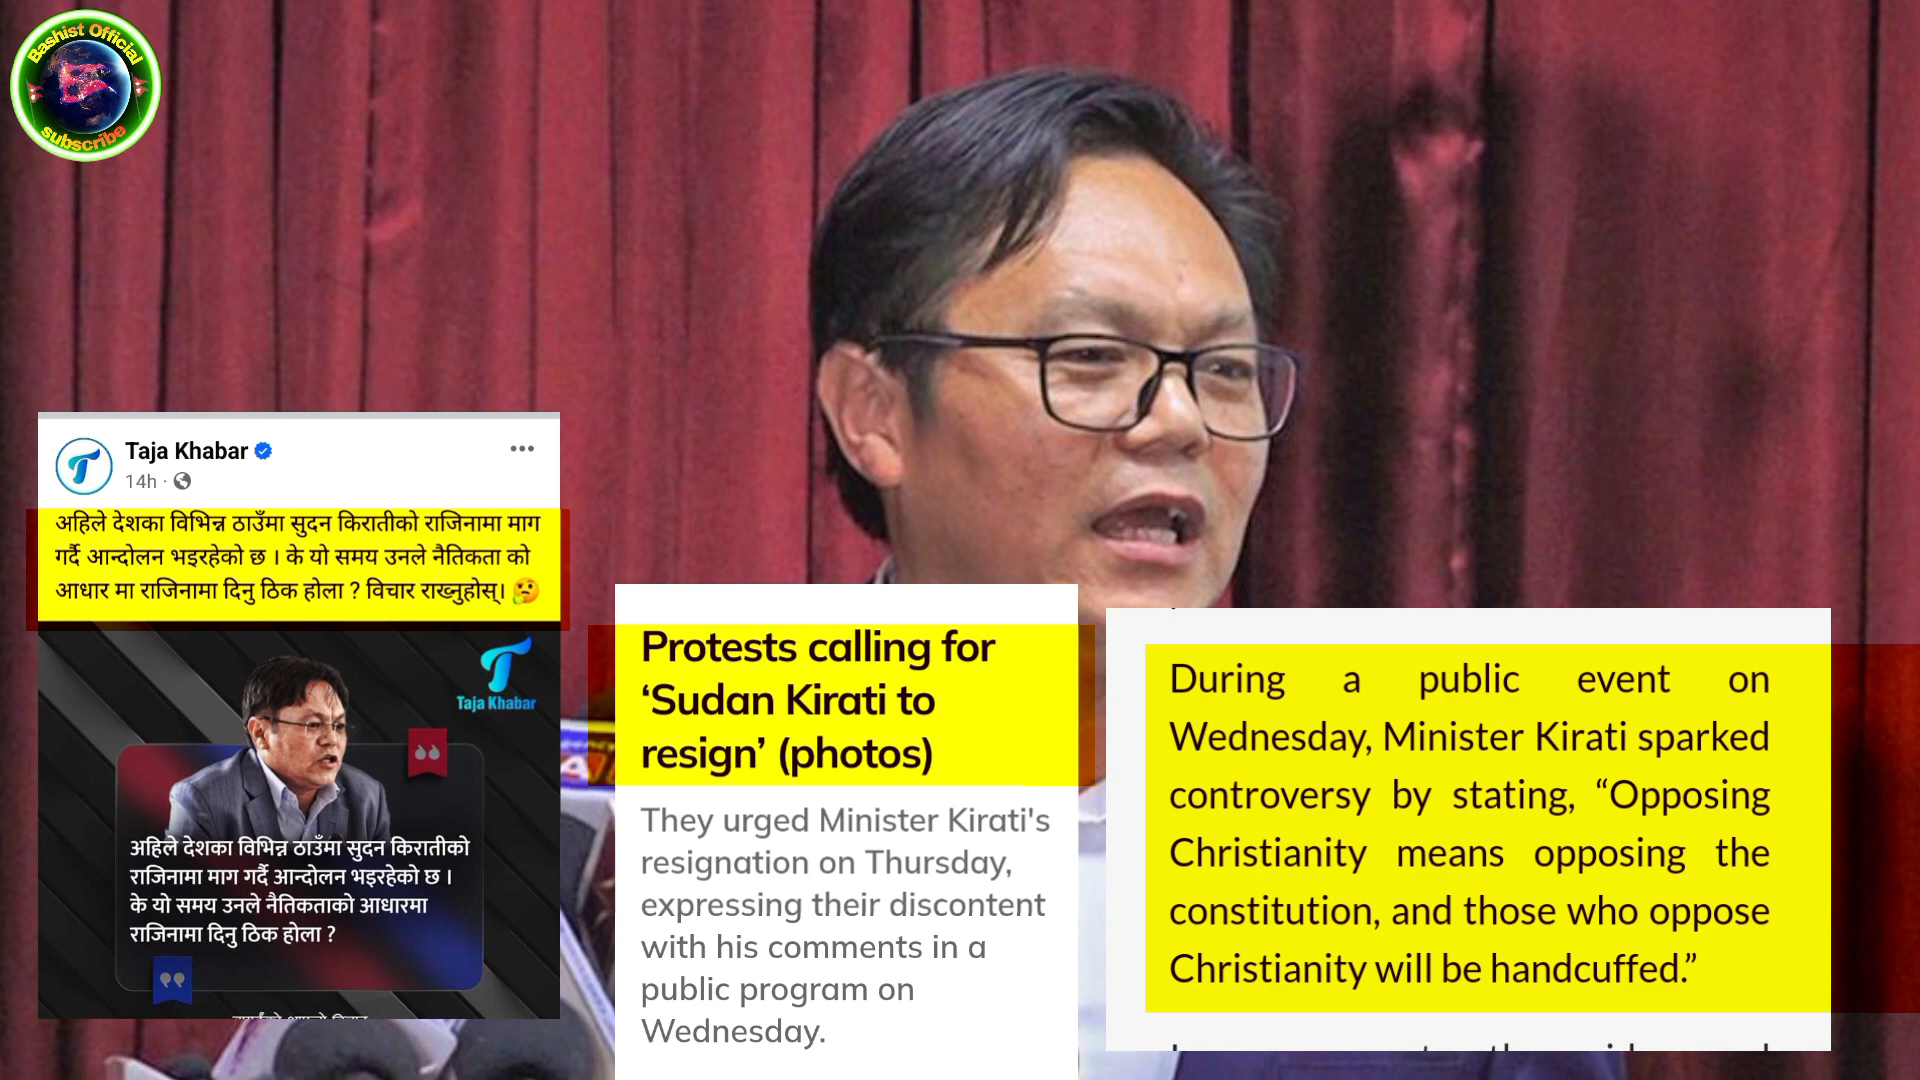 Bashist Official
subscribe
Taja Khabar
14h ·
अहिले देशका विभिन्न ठाउँमा सुदन किरातीको राजिनामा माग
गर्दै आन्दोलन भइरहेको छ । के यो समय उनले नैतिकता को
आधार मा राजिनामा दिनु ठिक होला ? विचार राख्नुहोस्। 🤔
Taja Khabar
अहिले देशका विभिन्न ठाउँमा सुदन किरातीको
राजिनामा माग गर्दै आन्दोलन भइरहेको छ ।
के यो समय उनले नैतिकताको आधारमा
राजिनामा दिनु ठिक होला ?
Protests calling for
‘Sudan Kirati to
resign’ (photos)
They urged Minister Kirati's
resignation on Thursday,
expressing their discontent
with his comments in a
public program on
Wednesday.
During a public event on
Wednesday, Minister Kirati sparked
controversy by stating, “Opposing
Christianity means opposing the
constitution, and those who oppose
Christianity will be handcuffed.”